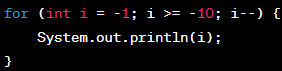 for (int i = -1; i >= -10; i--) {
    System.out.println(i);
}